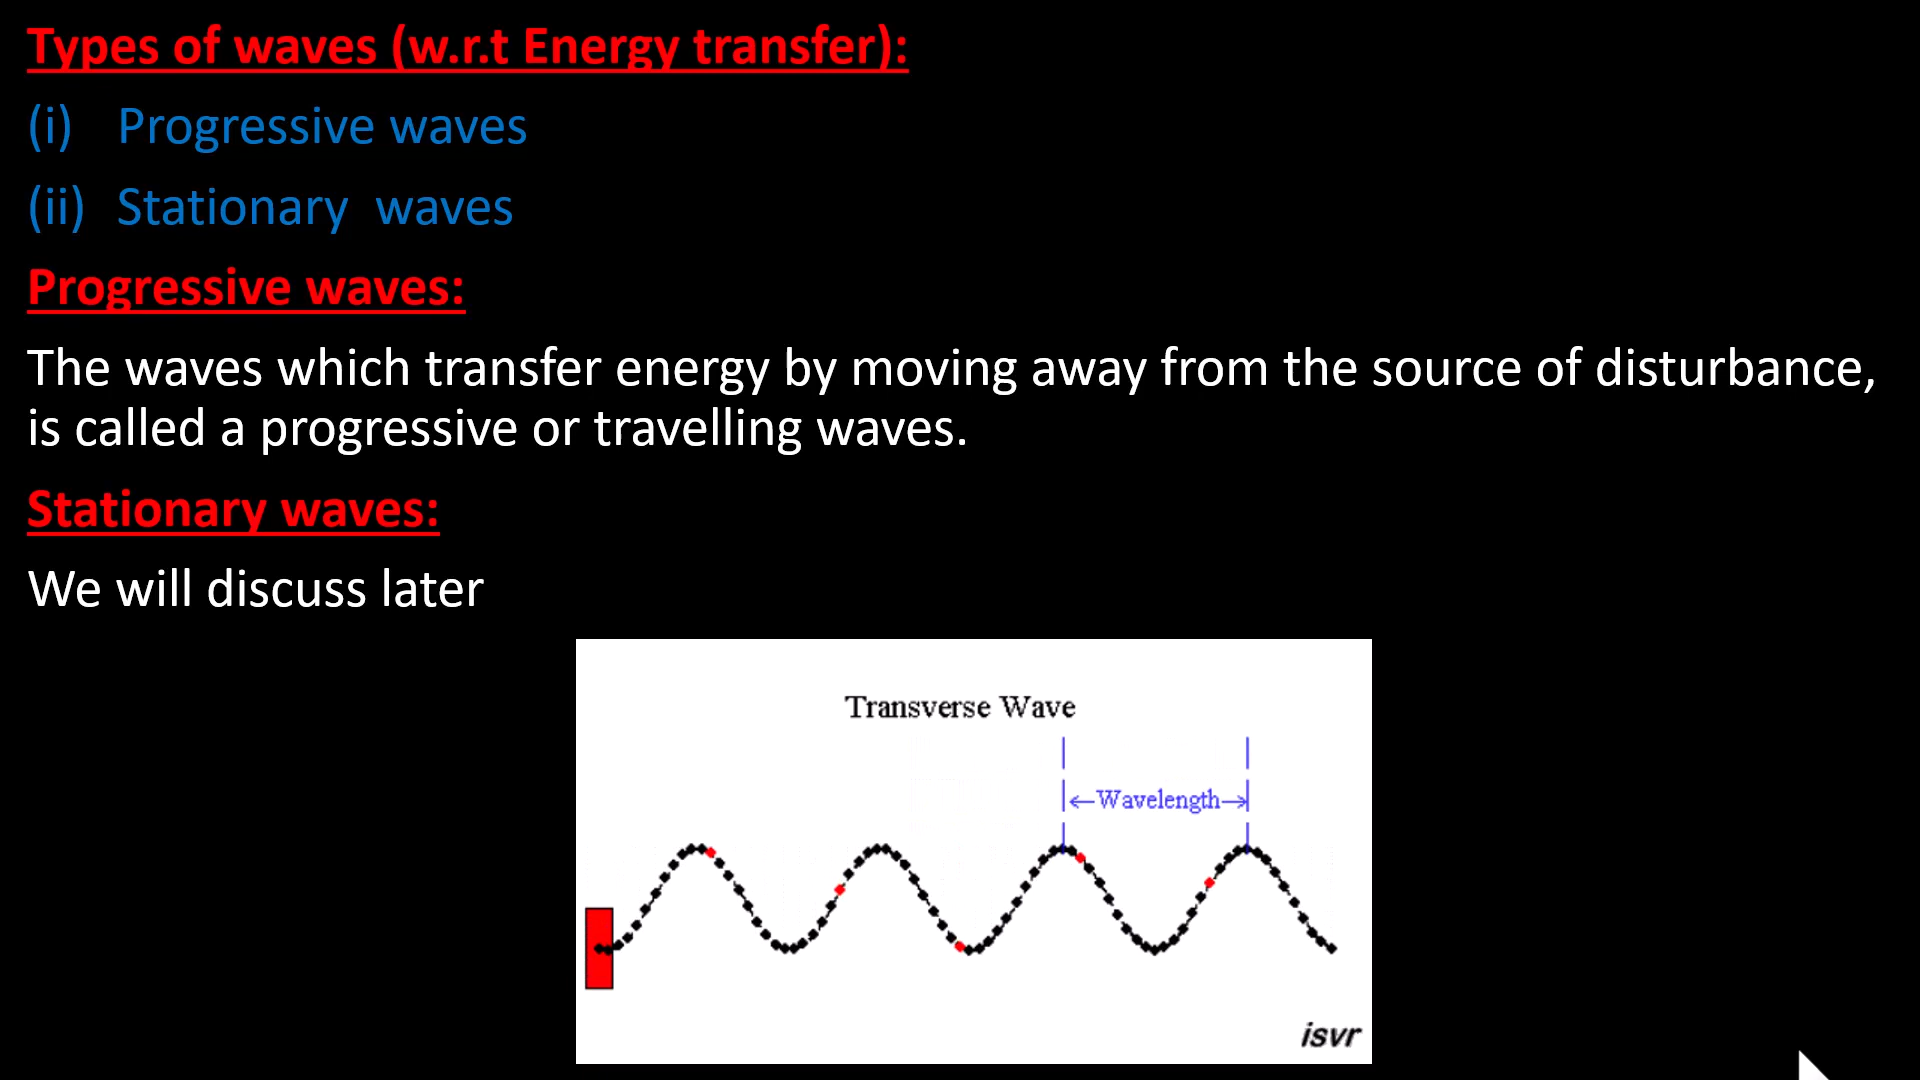 Types of waves (w.r.t Energy transfer):
(i) Progressive waves
(ii) Stationary waves
Progressive waves:
The waves which transfer energy by moving away from the source of disturbance,
is called a progressive or travelling waves.
Stationary waves:
We will discuss later
Transverse Wave
Wavelength
isvr